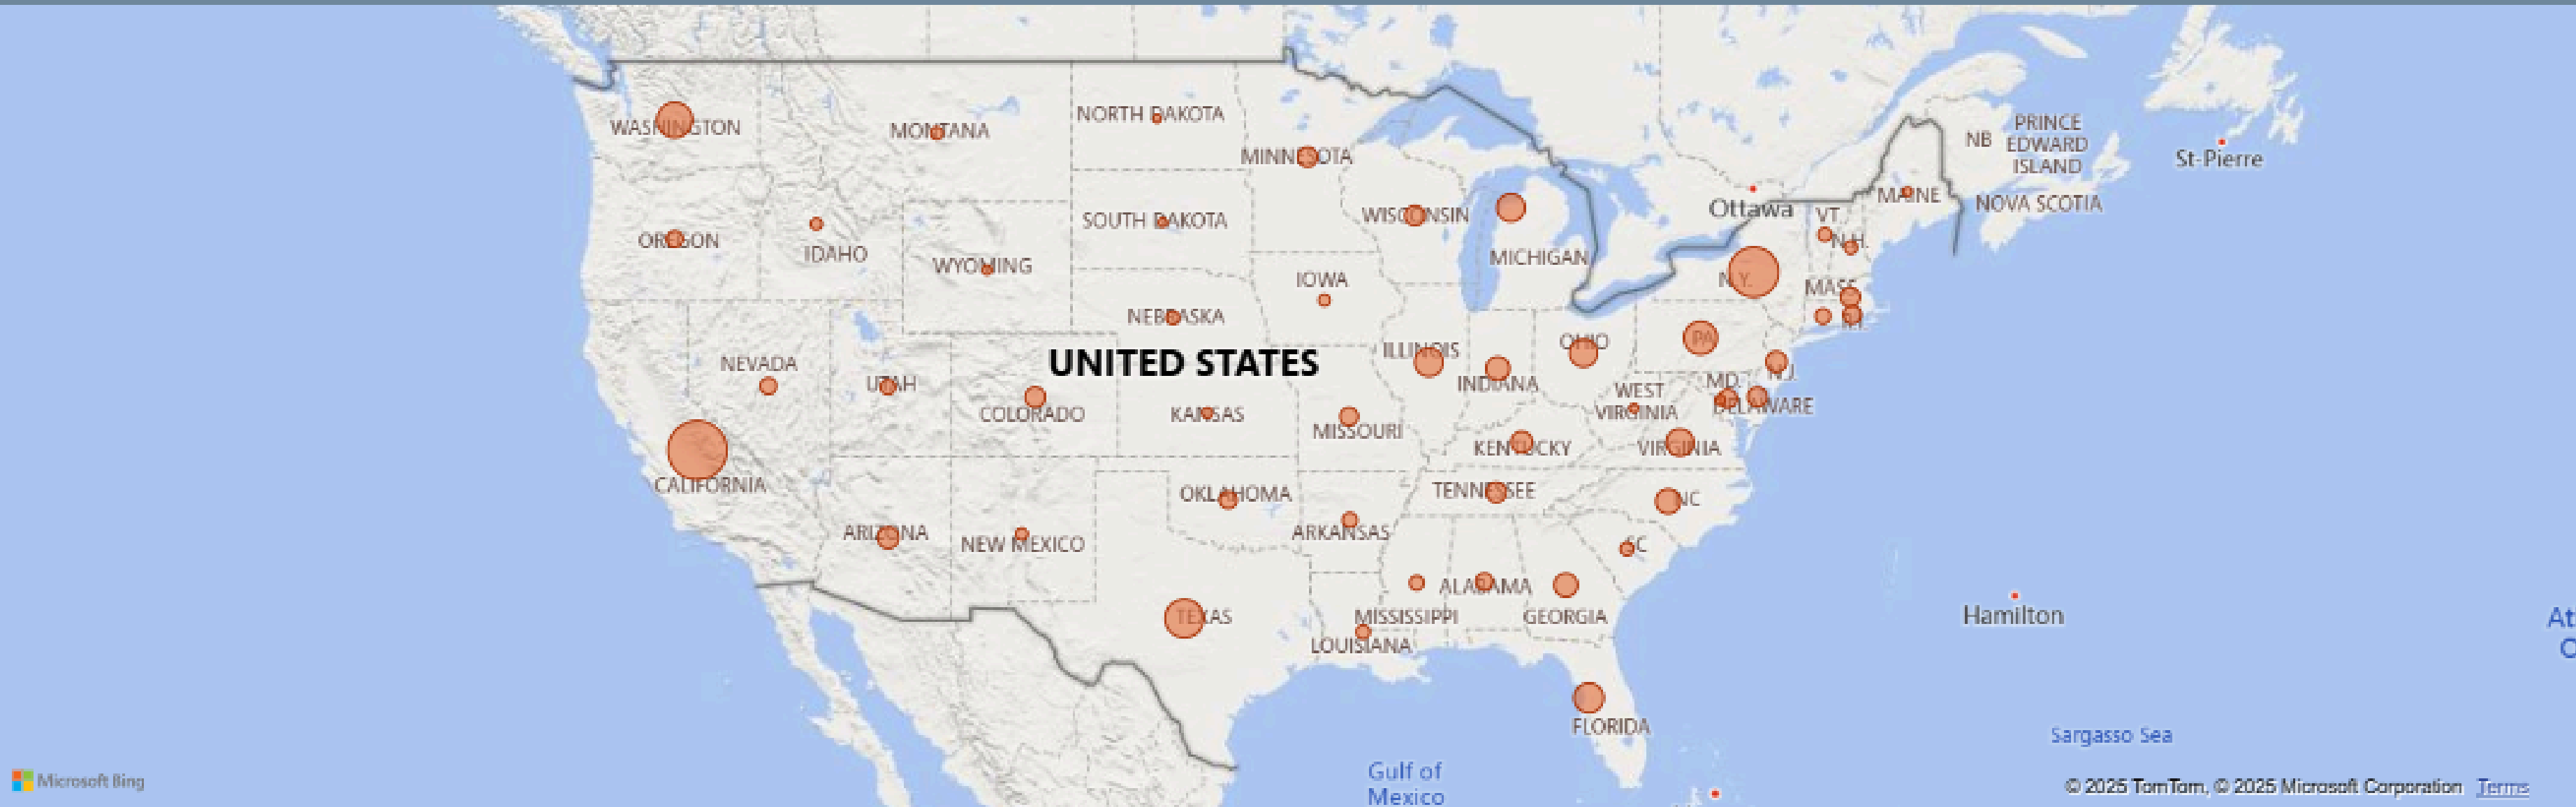 NORTH DAKOTA
WASHINGTON
MONTANA
MINNESOTA
PRINCE
EDWARD
ISLAND
NB
St-Pierre
MAINE
NOVA SCOTIA
Ottawa
VT.
N.H.
SOUTH DAKOTA
WISCONSIN
OREGON
IDAHO
WYOMING
MICHIGAN
IOWA
N.Y.
MASS.
NEBRASKA
R.I.
PA
OHIO
ILLINOIS
UNITED STATES
NEVADA
UTAH
INDIANA
N.J.
MD.
WEST
VIRGINIA
DELAWARE
COLORADO
KANSAS
MISSOURI
KENTUCKY
VIRGINIA
CALIFORNIA
OKLAHOMA
TENNESSEE
NC
ARIZONA
NEW MEXICO
ARKANSAS
SC
ALABAMA
TEXAS
MISSISSIPPI
GEORGIA
Hamilton
LOUISIANA
FLORIDA
Sargasso Sea
Gulf of
Mexico
Microsoft Bing
© 2025 TomTom, © 2025 Microsoft Corporation Terms